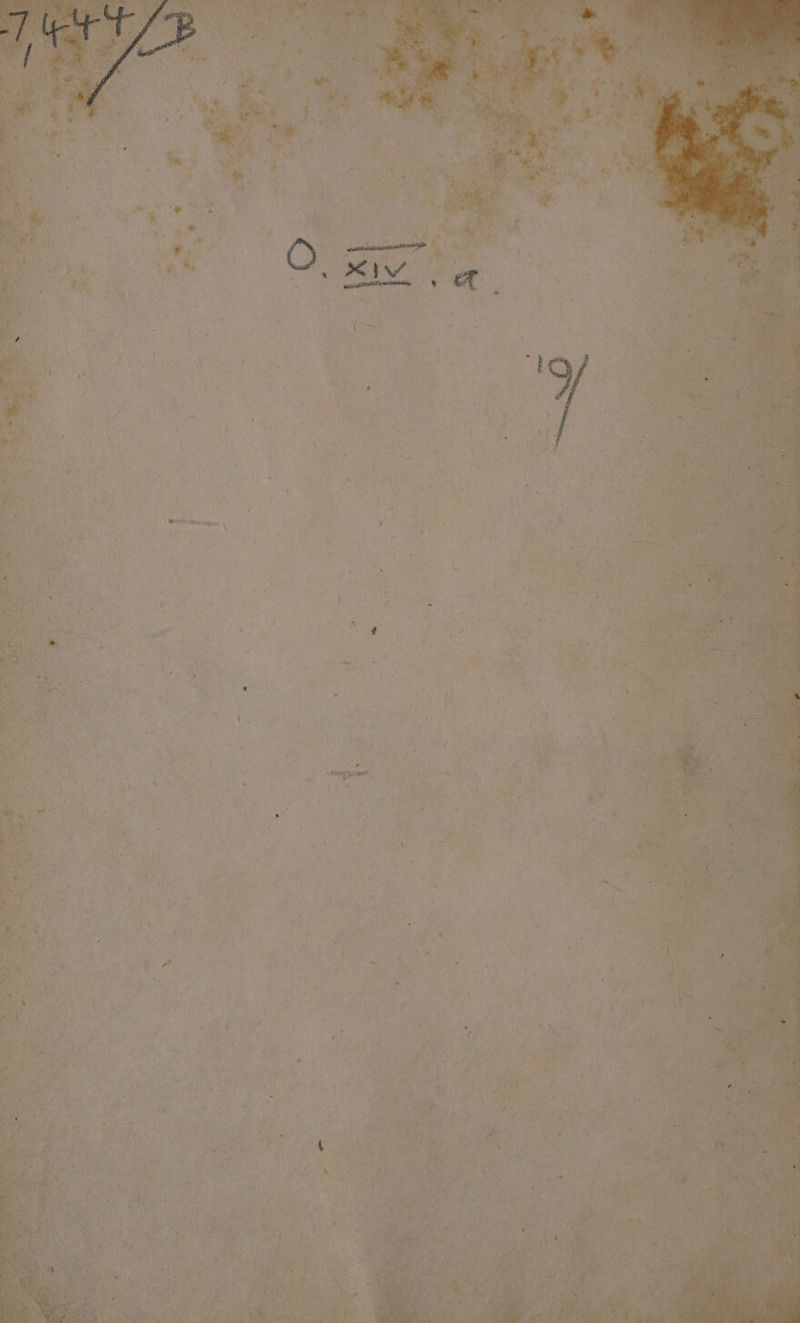 7,444/B
O. XIV. a.
19/